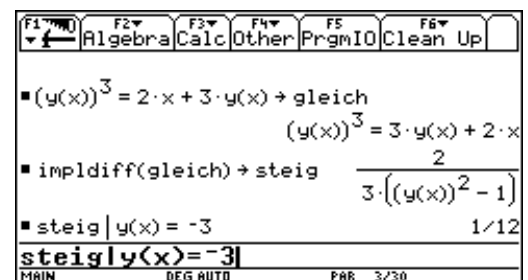 F1 F2 F3 F4 F5 F6
Algebra Calc Other PrgmIO Clean Up
▪(y(x))³ = 2·x + 3·y(x) → gleich
(y(x))³ = 3·y(x) + 2·x
▪impldiff(gleich) → steig 2/(3·((y(x))² - 1))
▪steig | y(x) = ⁻3 1/12
steig|y(x)=⁻3
MAIN DEG AUTO PAR 3/30